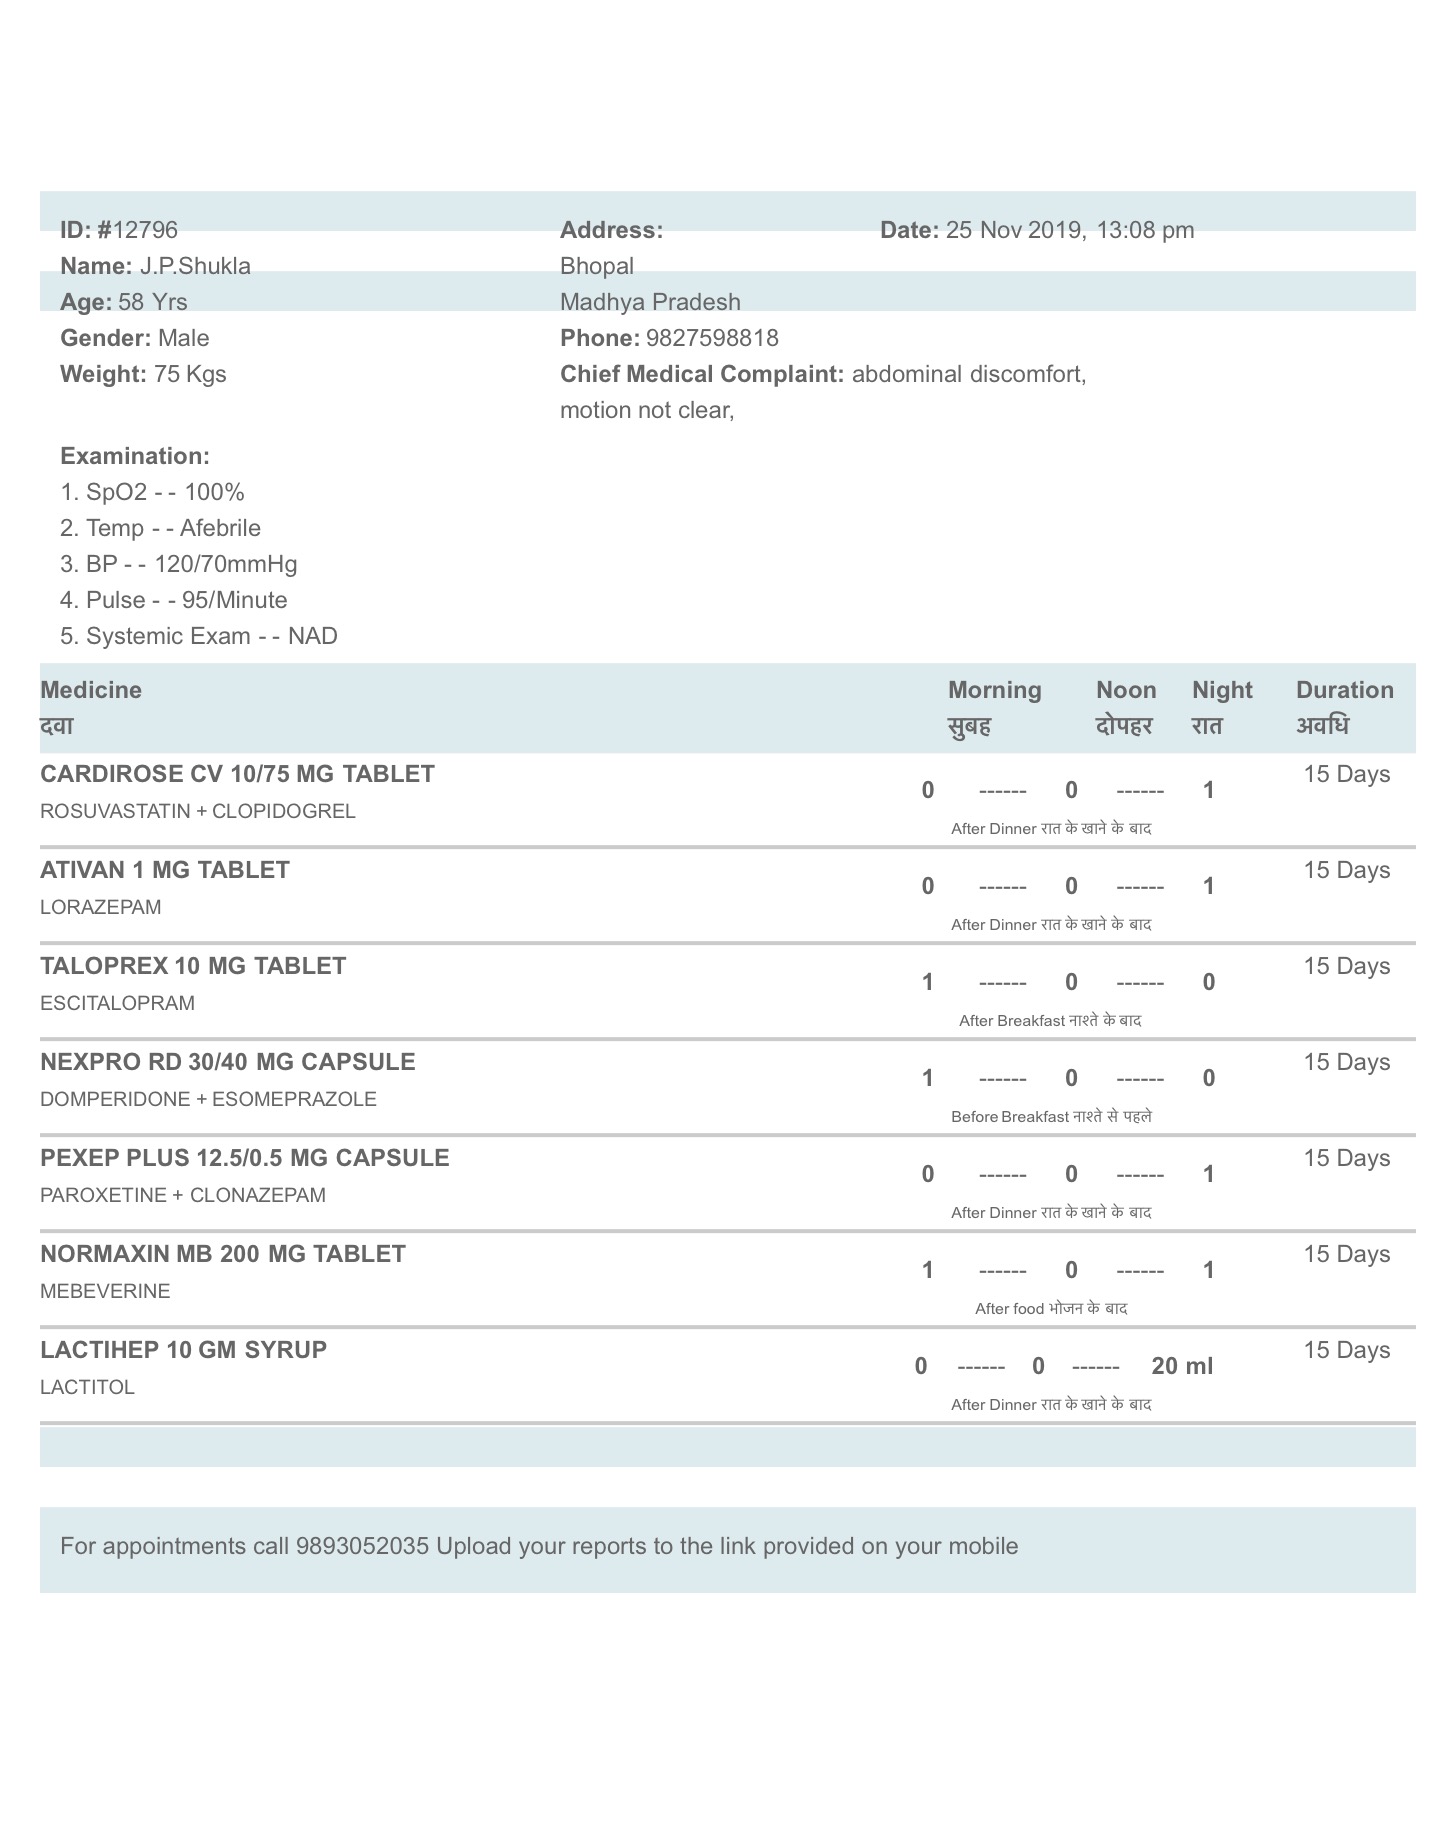 ID: #12796 Address: Date: 25 Nov 2019, 13:08 pm
Name: J.P.Shukla Bhopal
Age: 58 Yrs Madhya Pradesh
Gender: Male Phone: 9827598818
Weight: 75 Kgs Chief Medical Complaint: abdominal discomfort,
motion not clear,
Examination:
1. SpO2 - - 100%
2. Temp - - Afebrile
3. BP - - 120/70mmHg
4. Pulse - - 95/Minute
5. Systemic Exam - - NAD
Medicine Morning Noon Night Duration
दवा सुबह दोपहर रात अवधि
CARDIROSE CV 10/75 MG TABLET 15 Days
0 ------ 0 ------ 1
ROSUVASTATIN + CLOPIDOGREL
After Dinner रात के खाने के बाद
ATIVAN 1 MG TABLET 15 Days
0 ------ 0 ------ 1
LORAZEPAM
After Dinner रात के खाने के बाद
TALOPREX 10 MG TABLET 15 Days
1 ------ 0 ------ 0
ESCITALOPRAM
After Breakfast नाश्ते के बाद
NEXPRO RD 30/40 MG CAPSULE 15 Days
1 ------ 0 ------ 0
DOMPERIDONE + ESOMEPRAZOLE
Before Breakfast नाश्ते से पहले
PEXEP PLUS 12.5/0.5 MG CAPSULE 15 Days
0 ------ 0 ------ 1
PAROXETINE + CLONAZEPAM
After Dinner रात के खाने के बाद
NORMAXIN MB 200 MG TABLET 15 Days
1 ------ 0 ------ 1
MEBEVERINE
After food भोजन के बाद
LACTIHEP 10 GM SYRUP 15 Days
0 ------ 0 ------ 20 ml
LACTITOL
After Dinner रात के खाने के बाद
For appointments call 9893052035 Upload your reports to the link provided on your mobile